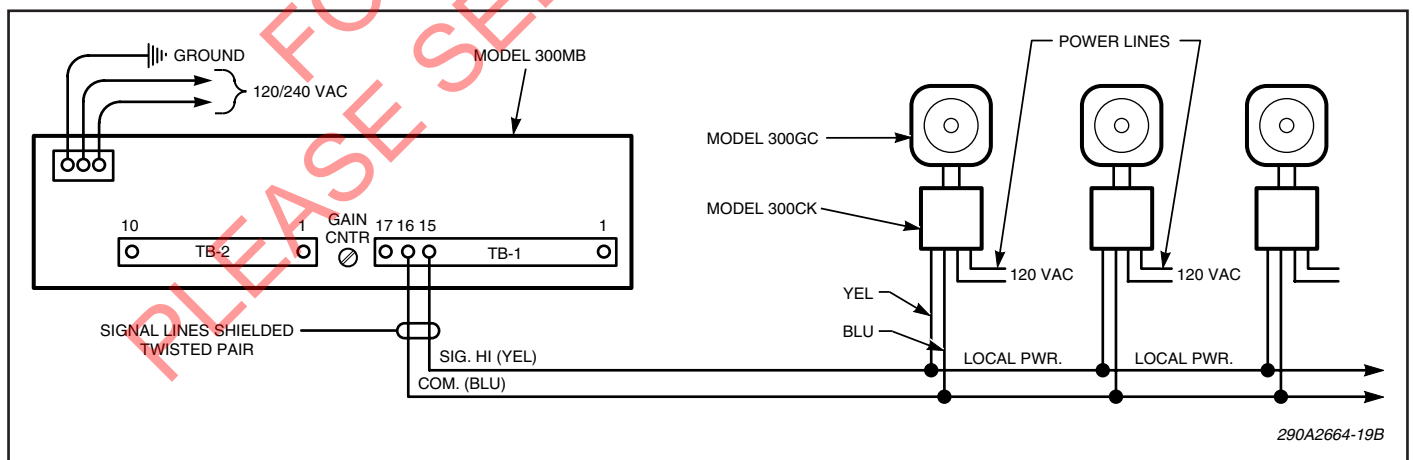 GROUND
MODEL 300MB
POWER LINES
120/240 VAC
MODEL 300GC
10
1
GAIN
CNTR
17 16 15
1
TB-2
TB-1
MODEL 300CK
120 VAC
120 VAC
YEL
BLU
SIGNAL LINES SHIELDED
TWISTED PAIR
SIG. HI (YEL)
COM. (BLU)
LOCAL PWR.
LOCAL PWR.
290A2664-19B
PLEASE SE
FO